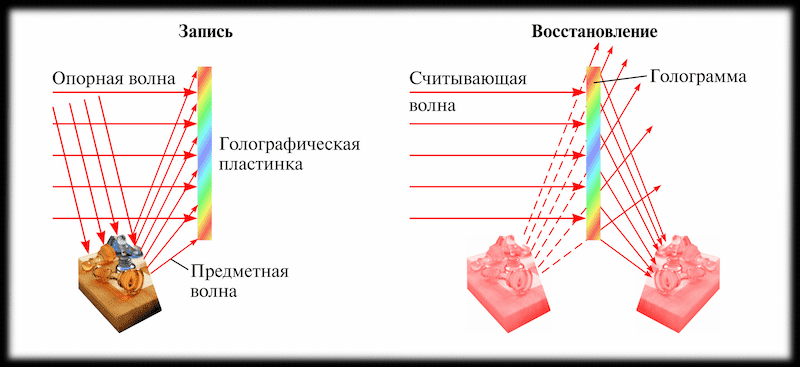 Запись
Опорная волна
Голографическая
пластинка
Предметная
волна
Восстановление
Считывающая
волна
Голограмма